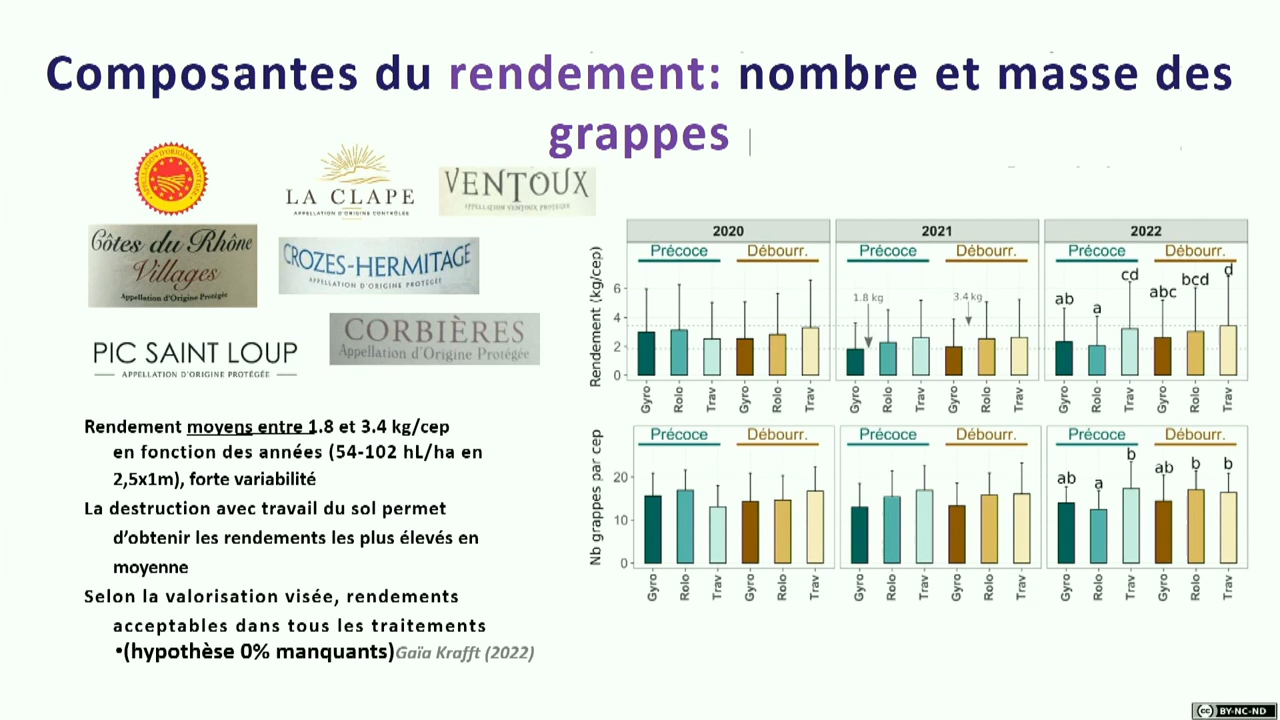 Composantes du rendement: nombre et masse des
grappes
APPELLATION D'ORIGINE PROTÉGÉE
LA CLAPE
APPELLATION D'ORIGINE CONTRÔLÉE
VENTOUX
APPELLATION VENTOUX PROTÉGÉE
Côtes du Rhône
Villages
Appellation d'Origine Protégée
CROZES-HERMITAGE
APPELLATION D'ORIGINE PROTÉGÉE
CORBIÈRES
Appellation d'Origine Protégée
PIC SAINT LOUP
APPELLATION D'ORIGINE PROTÉGÉE
Rendement moyens entre 1.8 et 3.4 kg/cep
en fonction des années (54-102 hL/ha en
2,5x1m), forte variabilité
La destruction avec travail du sol permet
d'obtenir les rendements les plus élevés en
moyenne
Selon la valorisation visée, rendements
acceptables dans tous les traitements
•(hypothèse 0% manquants)Gaïa Krafft (2022)
2020 2021 2022
Précoce Débourr. Précoce Débourr. Précoce Débourr.
Rendement (kg/cep)
6
4
2
0
1.8 kg 3.4 kg
ab a cd abc bcd d
Gyro Rolo Trav Gyro Rolo Trav Gyro Rolo Trav Gyro Rolo Trav Gyro Rolo Trav Gyro Rolo Trav
Précoce Débourr. Précoce Débourr. Précoce Débourr.
Nb grappes par cep
20
10
0
ab a b ab b b
Gyro Rolo Trav Gyro Rolo Trav Gyro Rolo Trav Gyro Rolo Trav Gyro Rolo Trav Gyro Rolo Trav
cc BY-NC-ND